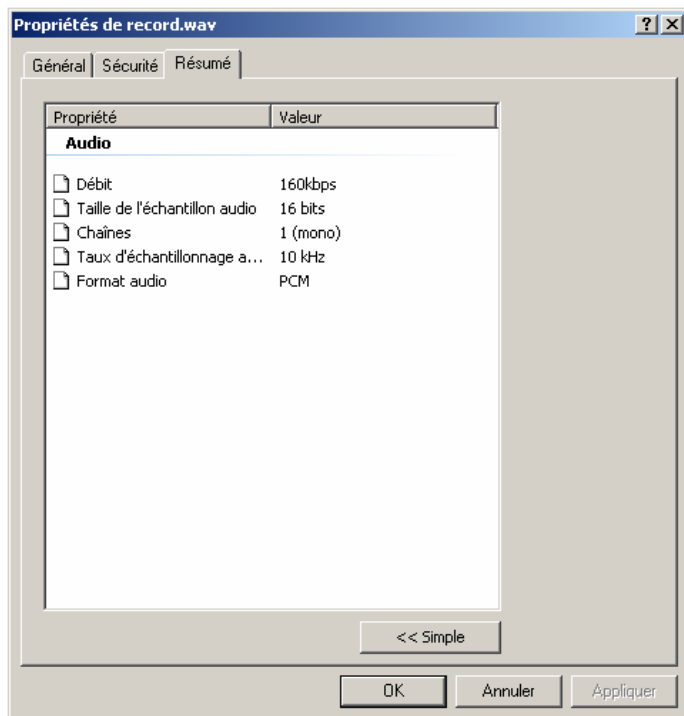 Propriétés de record.wav
Général Sécurité Résumé
Propriété Valeur
Audio
Débit 160kbps
Taille de l'échantillon audio 16 bits
Chaînes 1 (mono)
Taux d'échantillonnage a... 10 kHz
Format audio PCM
<< Simple
OK Annuler Appliquer